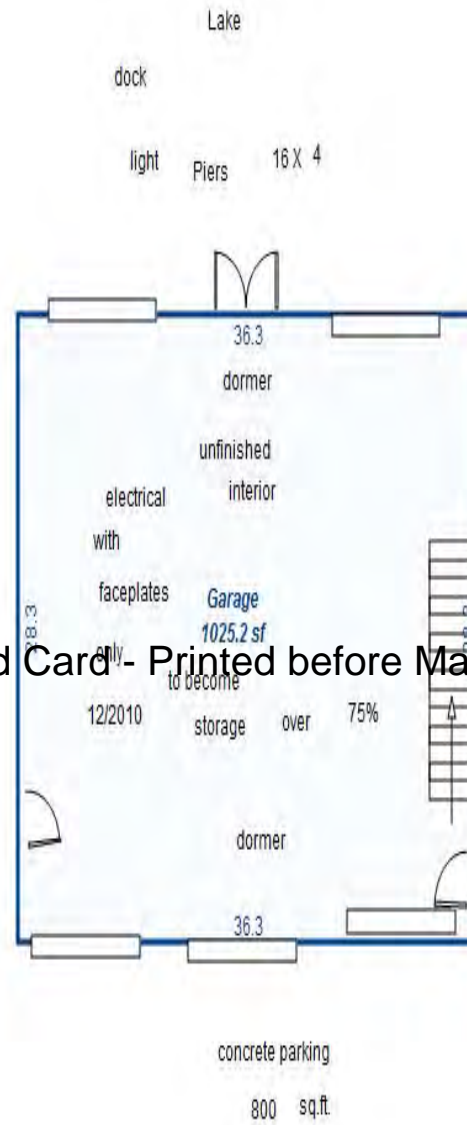 Lake
dock
light Piers 16 X 4
36.3
dormer
unfinished
electrical interior
with
faceplates Garage
28.3 1025.2 sf
only
d Card - Printed before Ma
to become
12/2010 storage over 75%
dormer
36.3
concrete parking
800 sq.ft.